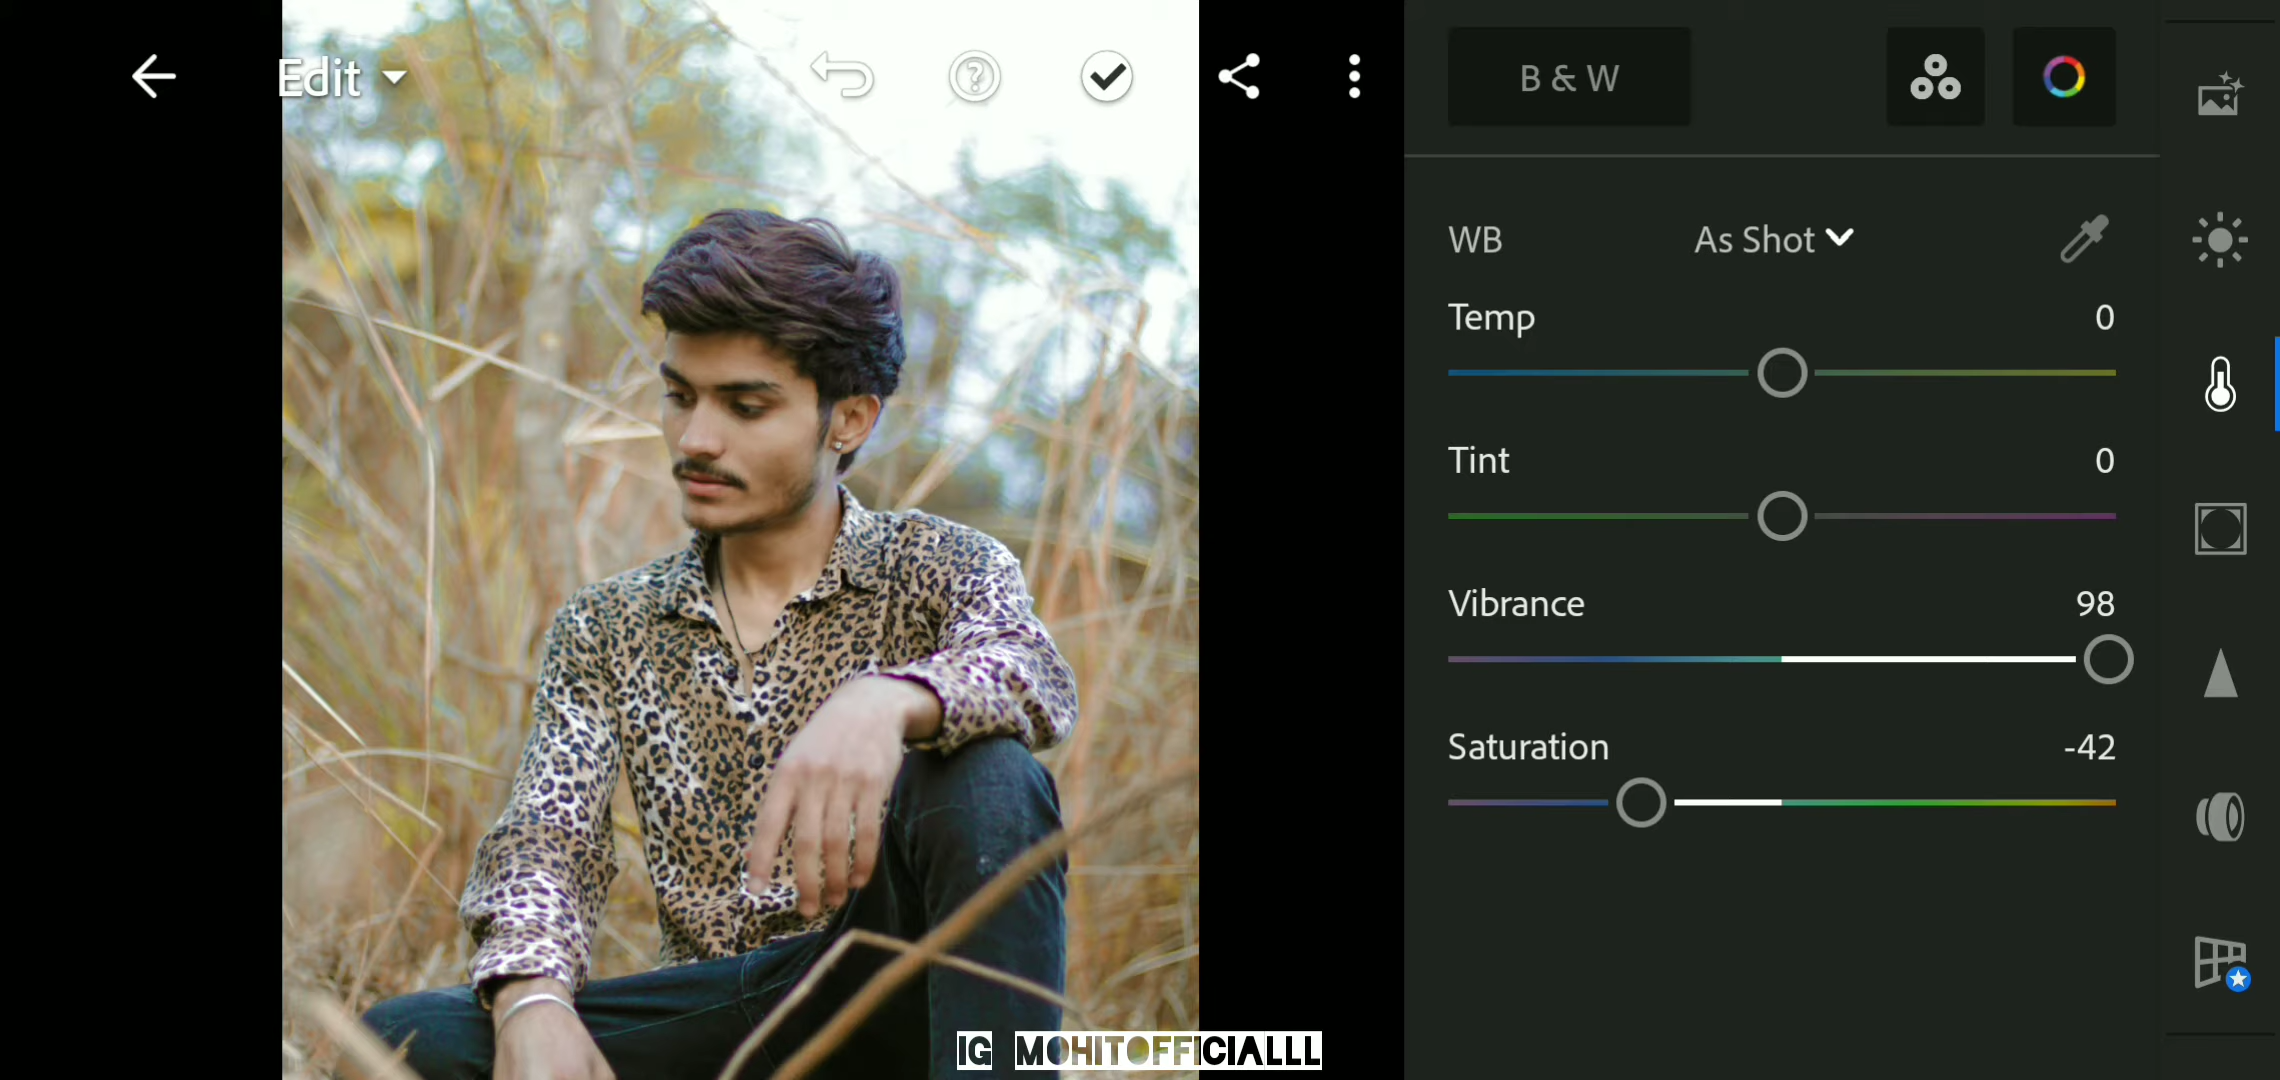 Edit
B & W
WB As Shot
Temp 0
Tint 0
Vibrance 98
Saturation -42
IG MOHITOFFICIALLL